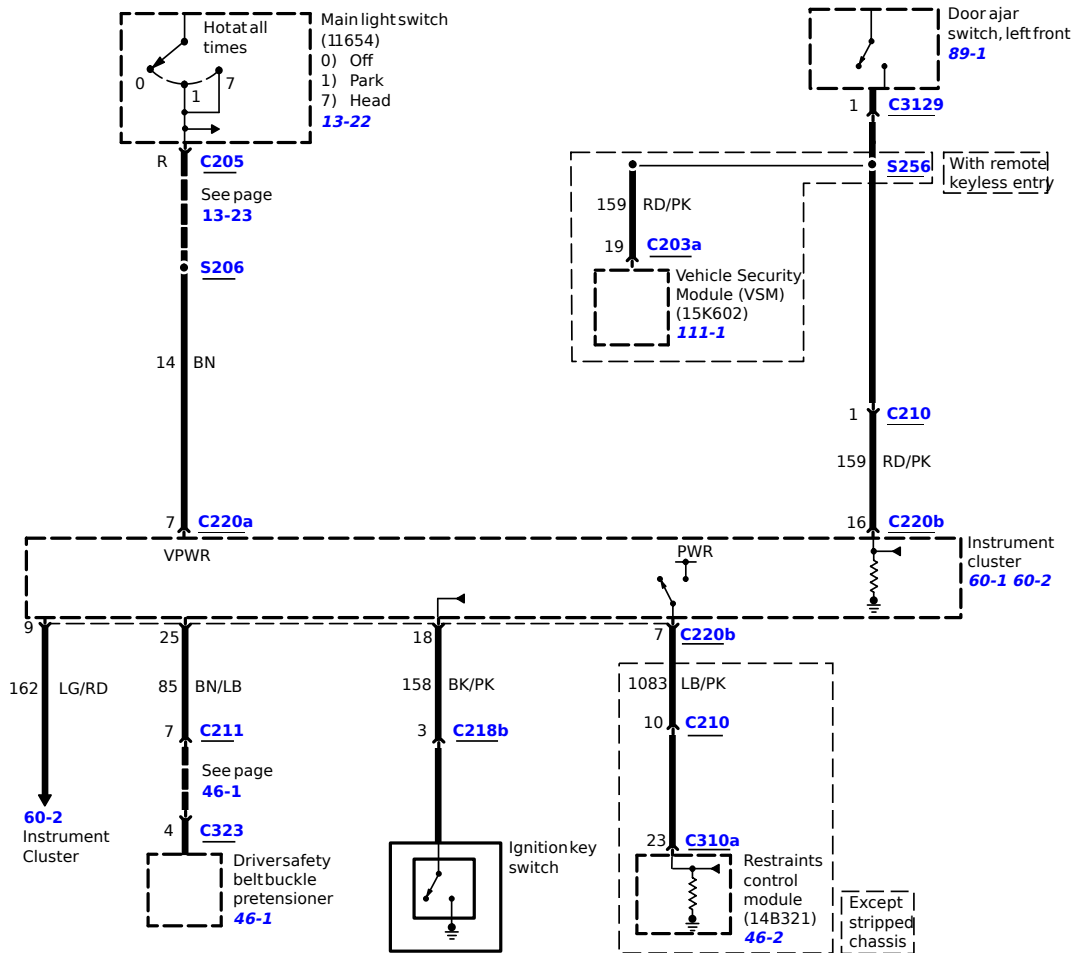 Hot at all
times
0
1
7
Main light switch
(11654)
0) Off
1) Park
7) Head
13-22
R C205
See page
13-23
S206
14 BN
7 C220a
Door ajar
switch, left front
89-1
1 C3129
S256
With remote
keyless entry
159 RD/PK
19 C203a
Vehicle Security
Module (VSM)
(15K602)
111-1
1 C210
159 RD/PK
16 C220b
VPWR
PWR
Instrument
cluster
60-1 60-2
9
25
18
7 C220b
162 LG/RD
85 BN/LB
158 BK/PK
1083 LB/PK
7 C211
3 C218b
10 C210
See page
46-1
60-2
Instrument
Cluster
4 C323
Driver safety
belt buckle
pretensioner
46-1
Ignition key
switch
23 C310a
Restraints
control
module
(14B321)
46-2
Except
stripped
chassis